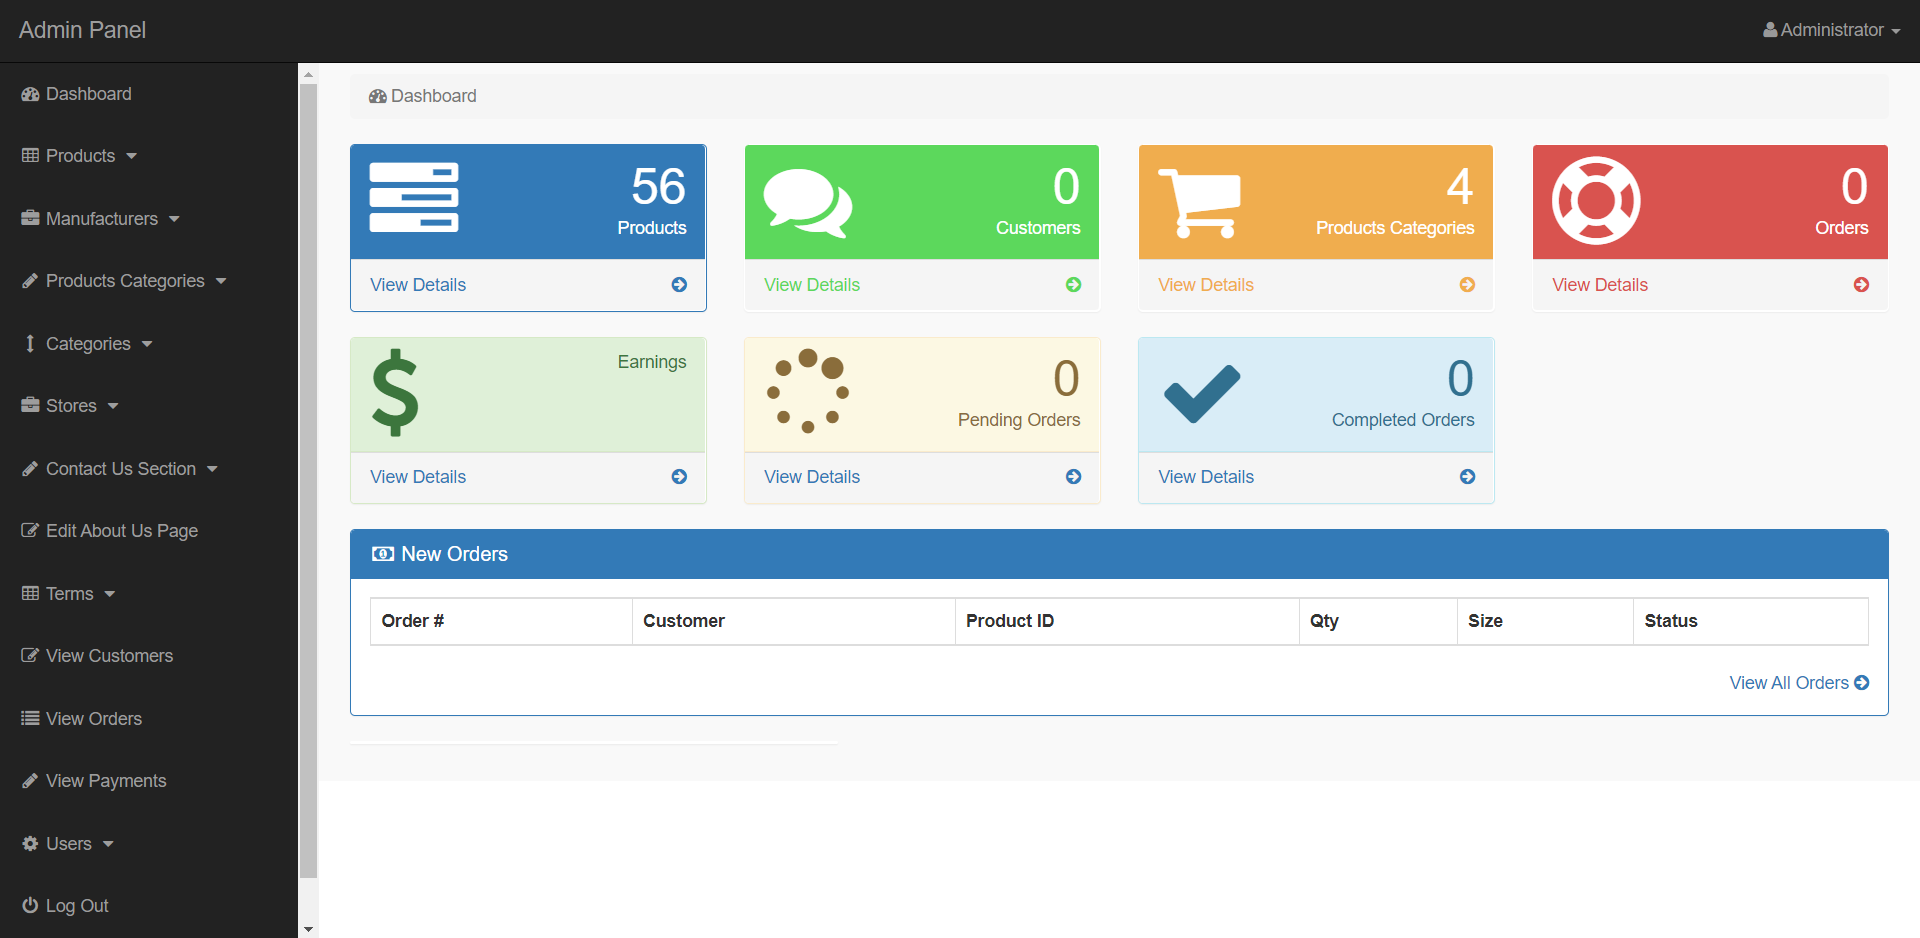 Admin Panel
Administrator
Dashboard
Products
Manufacturers
Products Categories
Categories
Stores
Contact Us Section
Edit About Us Page
Terms
View Customers
View Orders
View Payments
Users
Log Out
Dashboard
56
Products
View Details
0
Customers
View Details
4
Products Categories
View Details
0
Orders
View Details
Earnings
View Details
0
Pending Orders
View Details
0
Completed Orders
View Details
New Orders
Order # Customer Product ID Qty Size Status
View All Orders